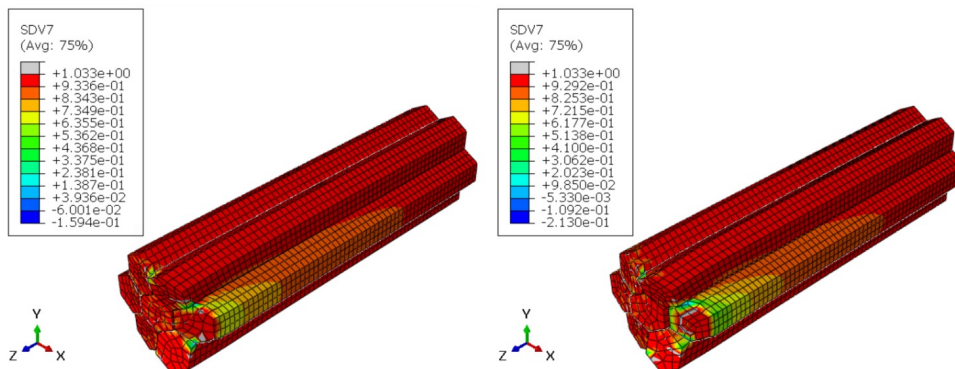 SDV7
(Avg: 75%)
+1.033e+00
+9.336e-01
+8.343e-01
+7.349e-01
+6.355e-01
+5.362e-01
+4.368e-01
+3.375e-01
+2.381e-01
+1.387e-01
+3.936e-02
-6.001e-02
-1.594e-01
Y
Z
X
SDV7
(Avg: 75%)
+1.033e+00
+9.292e-01
+8.253e-01
+7.215e-01
+6.177e-01
+5.138e-01
+4.100e-01
+3.062e-01
+2.023e-01
+9.850e-02
-5.330e-03
-1.092e-01
-2.130e-01
Y
Z
X